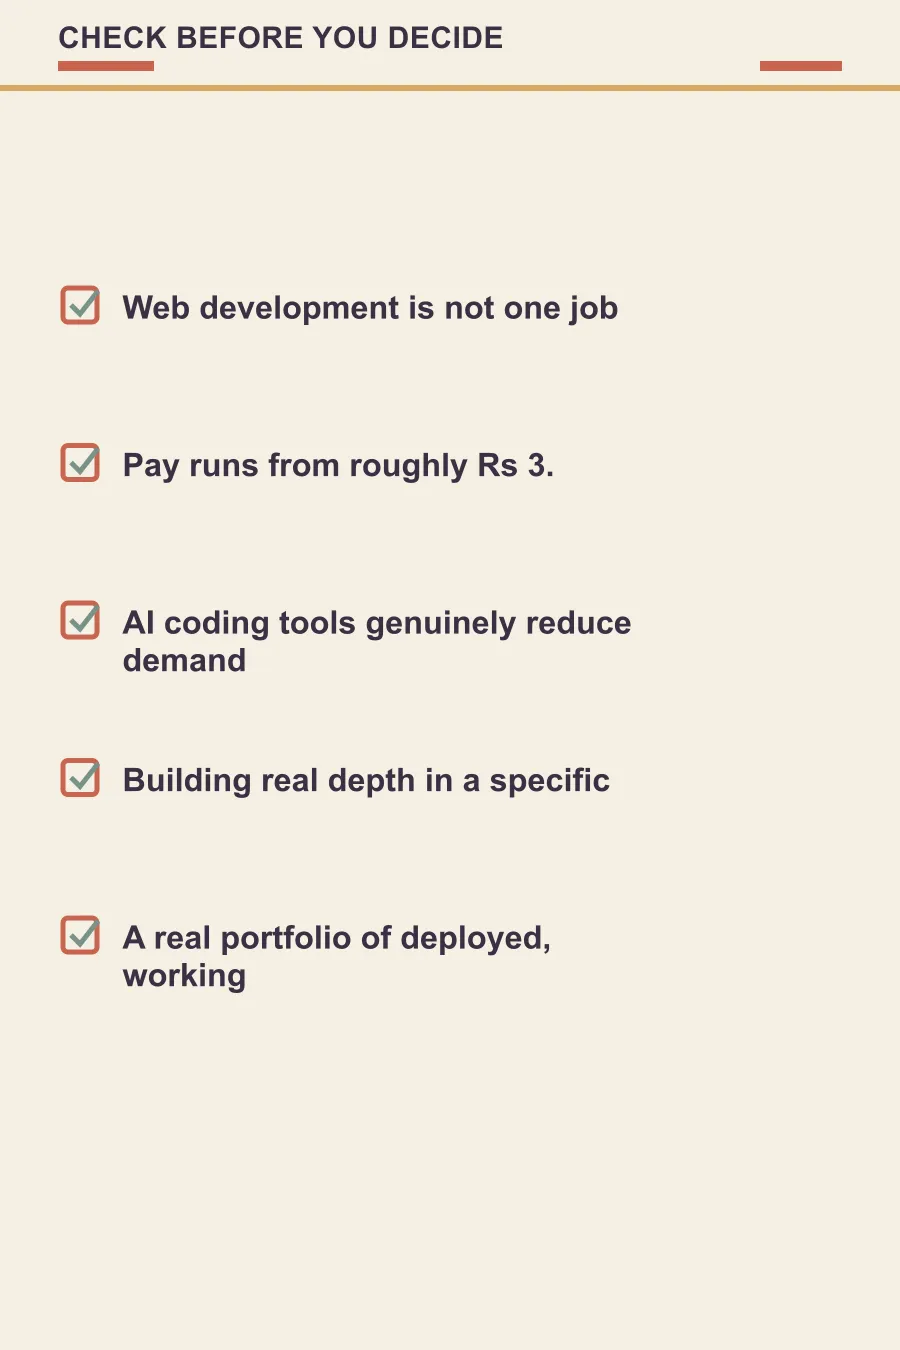 CHECK BEFORE YOU DECIDE
Web development is not one job
Pay runs from roughly Rs 3.
AI coding tools genuinely reduce
demand
Building real depth in a specific
A real portfolio of deployed,
working